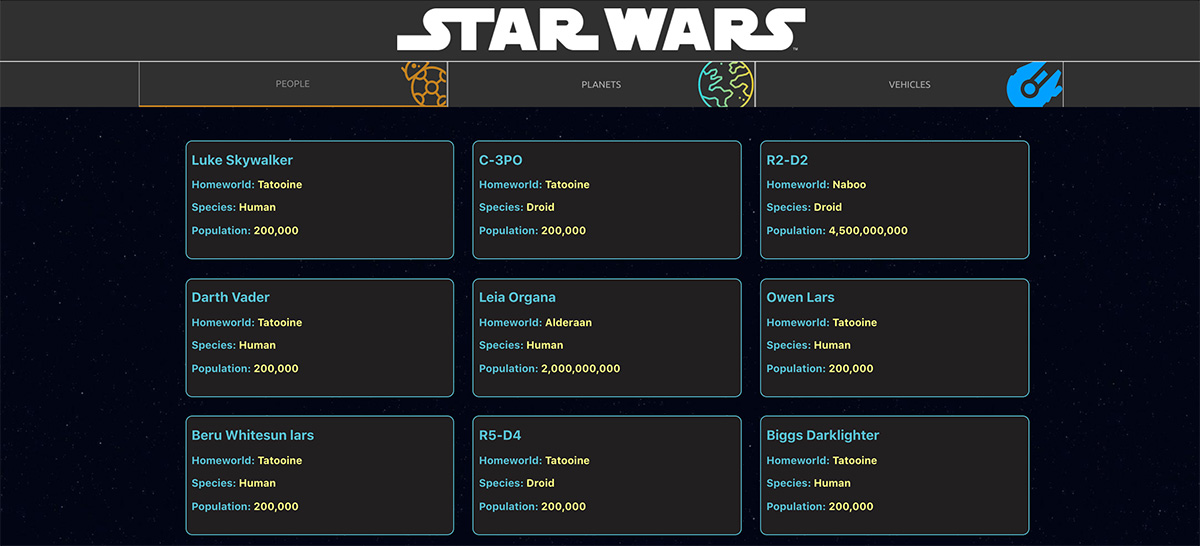 STAR WARS
PEOPLE
PLANETS
VEHICLES
Luke Skywalker
Homeworld: Tatooine
Species: Human
Population: 200,000
C-3PO
Homeworld: Tatooine
Species: Droid
Population: 200,000
R2-D2
Homeworld: Naboo
Species: Droid
Population: 4,500,000,000
Darth Vader
Homeworld: Tatooine
Species: Human
Population: 200,000
Leia Organa
Homeworld: Alderaan
Species: Human
Population: 2,000,000,000
Owen Lars
Homeworld: Tatooine
Species: Human
Population: 200,000
Beru Whitesun lars
Homeworld: Tatooine
Species: Human
Population: 200,000
R5-D4
Homeworld: Tatooine
Species: Droid
Population: 200,000
Biggs Darklighter
Homeworld: Tatooine
Species: Human
Population: 200,000